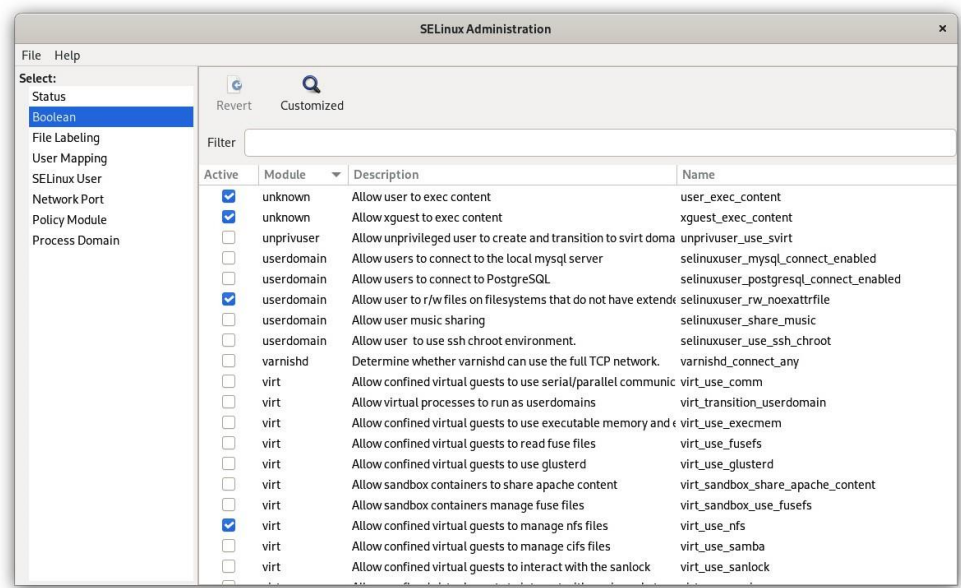 SELinux Administration ×
File Help
Select:
Status
Boolean
File Labeling
User Mapping
SELinux User
Network Port
Policy Module
Process Domain
Revert Customized
Filter
Active Module Description Name
unknown Allow user to exec content user_exec_content
unknown Allow xguest to exec content xguest_exec_content
unprivuser Allow unprivileged user to create and transition to svirt doma unprivuser_use_svirt
userdomain Allow users to connect to the local mysql server selinuxuser_mysql_connect_enabled
userdomain Allow users to connect to PostgreSQL selinuxuser_postgresql_connect_enabled
userdomain Allow user to r/w files on filesystems that do not have extende selinuxuser_rw_noexattrfile
userdomain Allow user music sharing selinuxuser_share_music
userdomain Allow user to use ssh chroot environment. selinuxuser_use_ssh_chroot
varnishd Determine whether varnishd can use the full TCP network. varnishd_connect_any
virt Allow confined virtual guests to use serial/parallel communic virt_use_comm
virt Allow virtual processes to run as userdomains virt_transition_userdomain
virt Allow confined virtual guests to use executable memory and e virt_use_execmem
virt Allow confined virtual guests to read fuse files virt_use_fusefs
virt Allow confined virtual guests to use glusterd virt_use_glusterd
virt Allow sandbox containers to share apache content virt_sandbox_share_apache_content
virt Allow sandbox containers manage fuse files virt_sandbox_use_fusefs
virt Allow confined virtual guests to manage nfs files virt_use_nfs
virt Allow confined virtual guests to manage cifs files virt_use_samba
virt Allow confined virtual guests to interact with the sanlock virt_use_sanlock